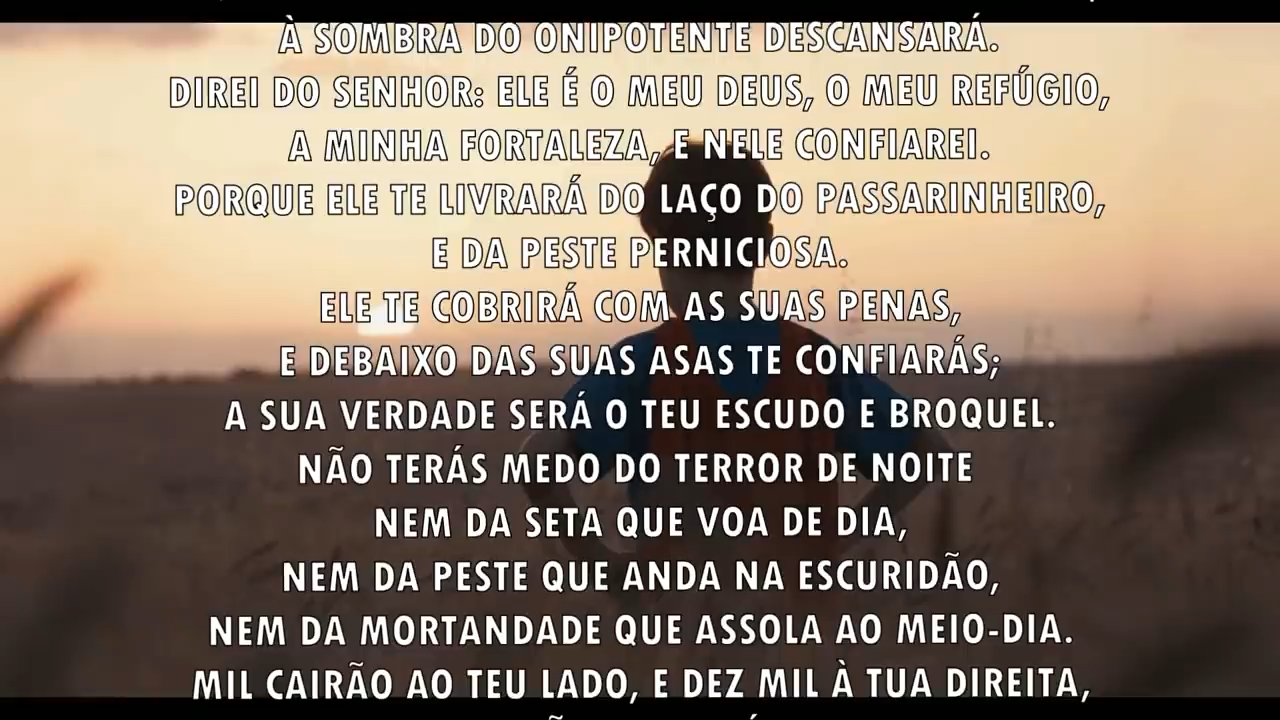 À SOMBRA DO ONIPOTENTE DESCANSARÁ.
DIREI DO SENHOR: ELE É O MEU DEUS, O MEU REFÚGIO,
A MINHA FORTALEZA, E NELE CONFIAREI.
PORQUE ELE TE LIVRARÁ DO LAÇO DO PASSARINHEIRO,
E DA PESTE PERNICIOSA.
ELE TE COBRIRÁ COM AS SUAS PENAS,
E DEBAIXO DAS SUAS ASAS TE CONFIARÁS;
A SUA VERDADE SERÁ O TEU ESCUDO E BROQUEL.
NÃO TERÁS MEDO DO TERROR DE NOITE
NEM DA SETA QUE VOA DE DIA,
NEM DA PESTE QUE ANDA NA ESCURIDÃO,
NEM DA MORTANDADE QUE ASSOLA AO MEIO-DIA.
MIL CAIRÃO AO TEU LADO, E DEZ MIL À TUA DIREITA,